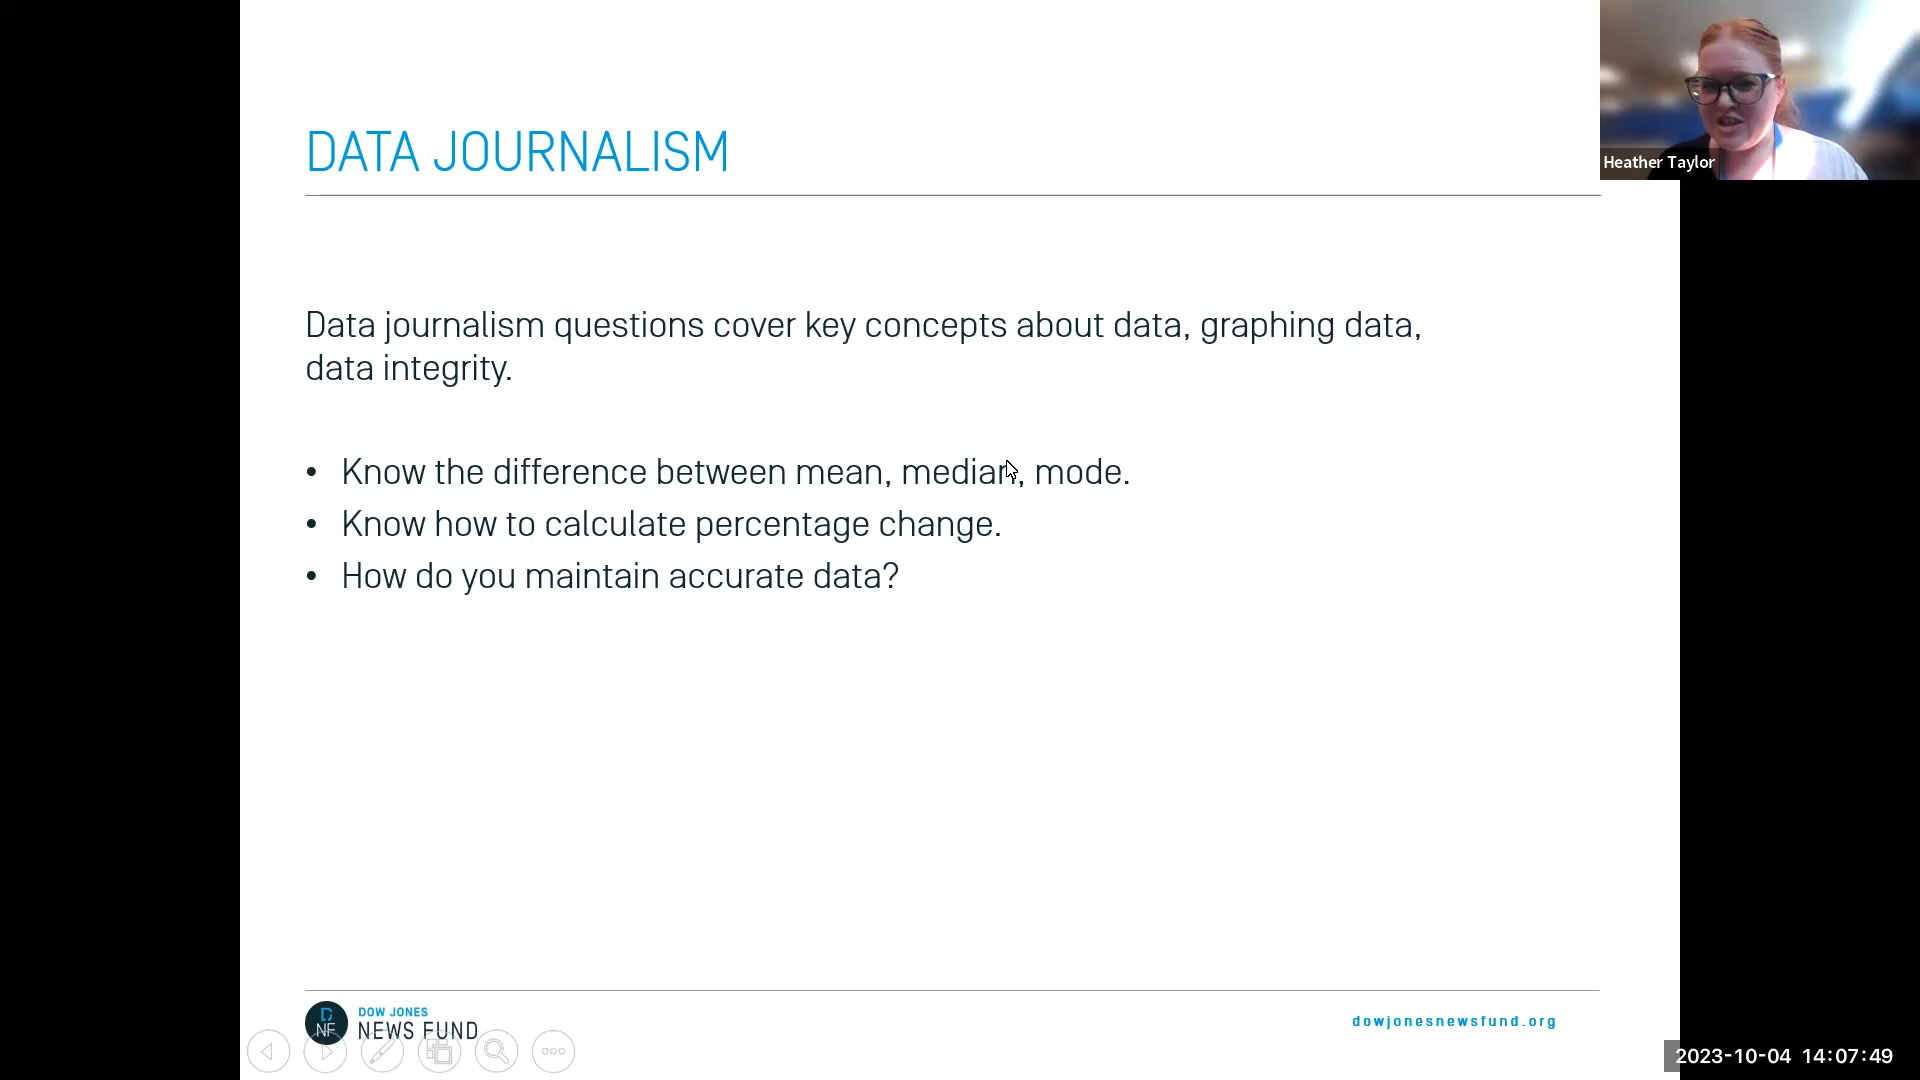 DATA JOURNALISM
Heather Taylor
Data journalism questions cover key concepts about data, graphing data,
data integrity.
• Know the difference between mean, median, mode.
• Know how to calculate percentage change.
• How do you maintain accurate data?
D
NF
DOW JONES
NEWS FUND
dowjonesnewsfund.org
2023-10-04 14:07:49